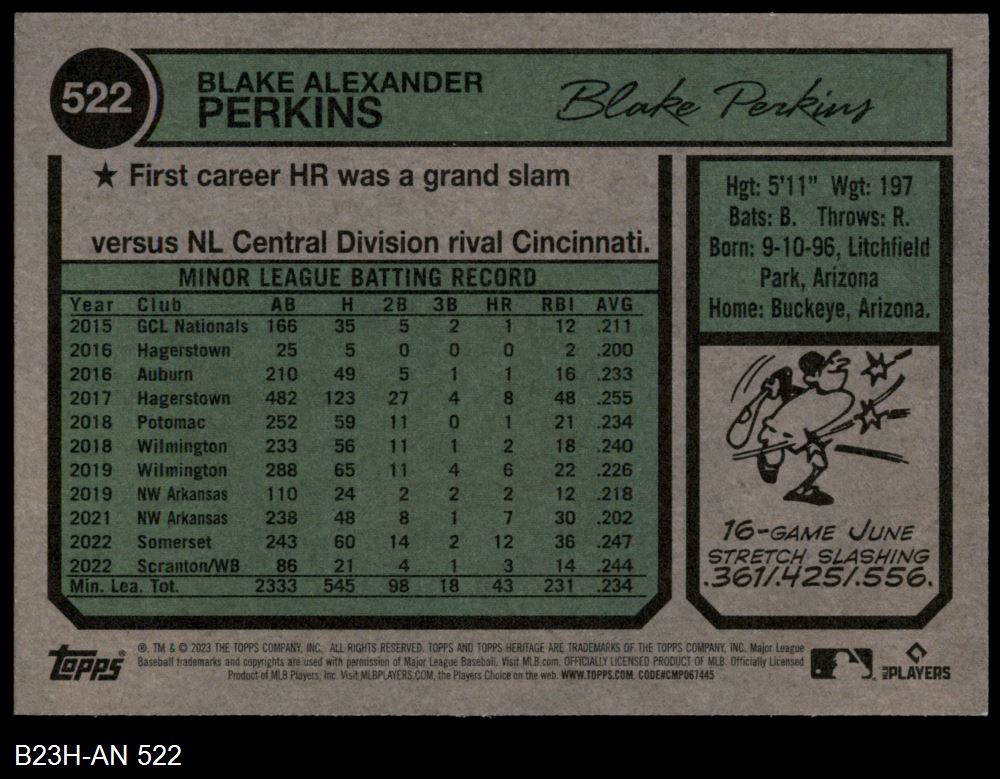 522
BLAKE ALEXANDER
PERKINS
Blake Perkins
★ First career HR was a grand slam
versus NL Central Division rival Cincinnati.
MINOR LEAGUE BATTING RECORD
Year Club AB H 2B 3B HR RBI AVG
2015 GCL Nationals 166 35 5 2 1 12 .211
2016 Hagerstown 25 5 0 0 0 2 .200
2016 Auburn 210 49 5 1 1 16 .233
2017 Hagerstown 482 123 27 4 8 48 .255
2018 Potomac 252 59 11 0 1 21 .234
2018 Wilmington 233 56 11 1 2 18 .240
2019 Wilmington 288 65 11 4 6 22 .226
2019 NW Arkansas 110 24 2 2 2 12 .218
2021 NW Arkansas 238 48 8 1 7 30 .202
2022 Somerset 243 60 14 2 12 36 .247
2022 Scranton/WB 86 21 4 1 3 14 .244
Min. Lea. Tot. 2333 545 98 18 43 231 .234
Hgt: 5'11" Wgt: 197
Bats: B. Throws: R.
Born: 9-10-96, Litchfield
Park, Arizona
Home: Buckeye, Arizona.
16-GAME JUNE
STRETCH SLASHING
.361/.425/.556.
Topps
®, TM & © 2023 THE TOPPS COMPANY, INC. ALL RIGHTS RESERVED. TOPPS AND TOPPS HERITAGE ARE TRADEMARKS OF THE TOPPS COMPANY, INC. Major League
Baseball trademarks and copyrights are used with permission of Major League Baseball. Visit MLB.com. OFFICIALLY LICENSED PRODUCT OF MLB. Officially Licensed
Product of MLB Players, Inc. Visit MLBPLAYERS.COM, the Players Choice on the web. WWW.TOPPS.COM. CODE#CMP067445
MLB PLAYERS
B23H-AN 522